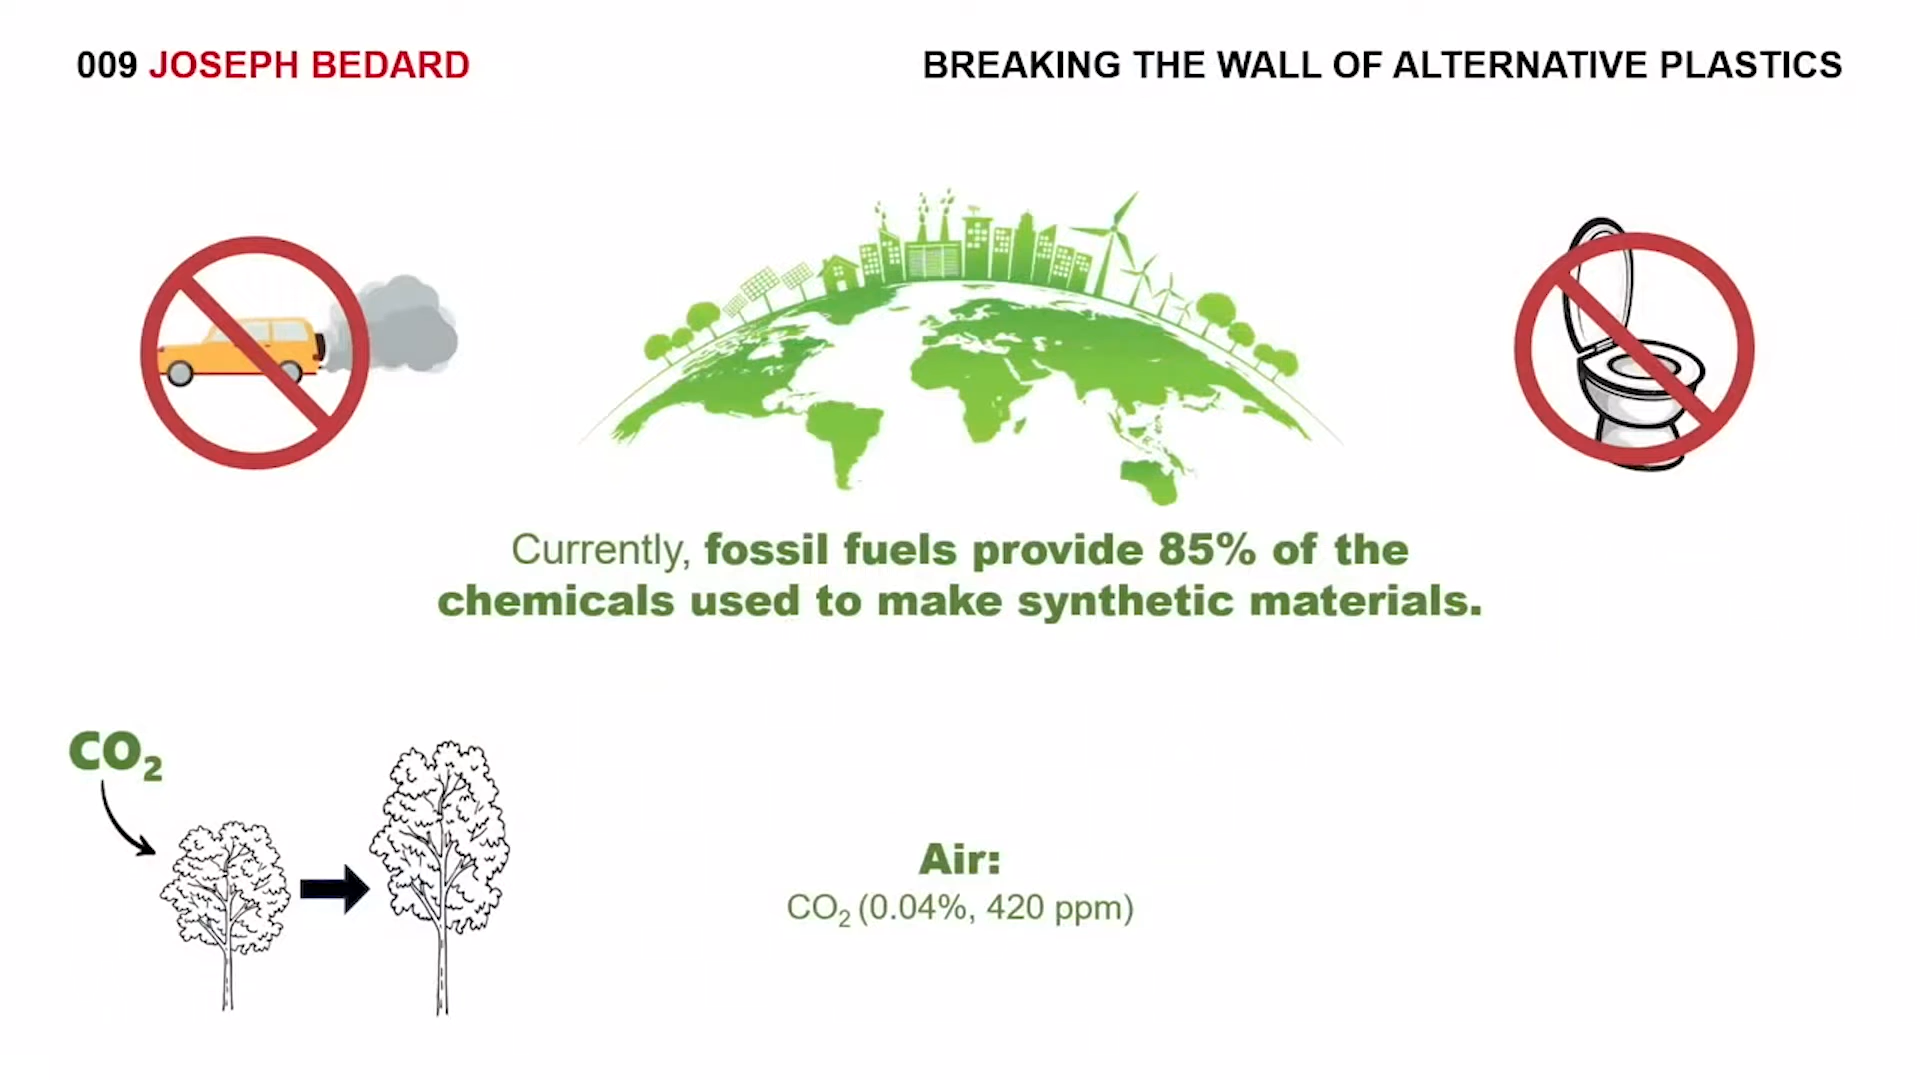 009 JOSEPH BEDARD
BREAKING THE WALL OF ALTERNATIVE PLASTICS
Currently, fossil fuels provide 85% of the
chemicals used to make synthetic materials.
CO₂
Air:
CO₂ (0.04%, 420 ppm)